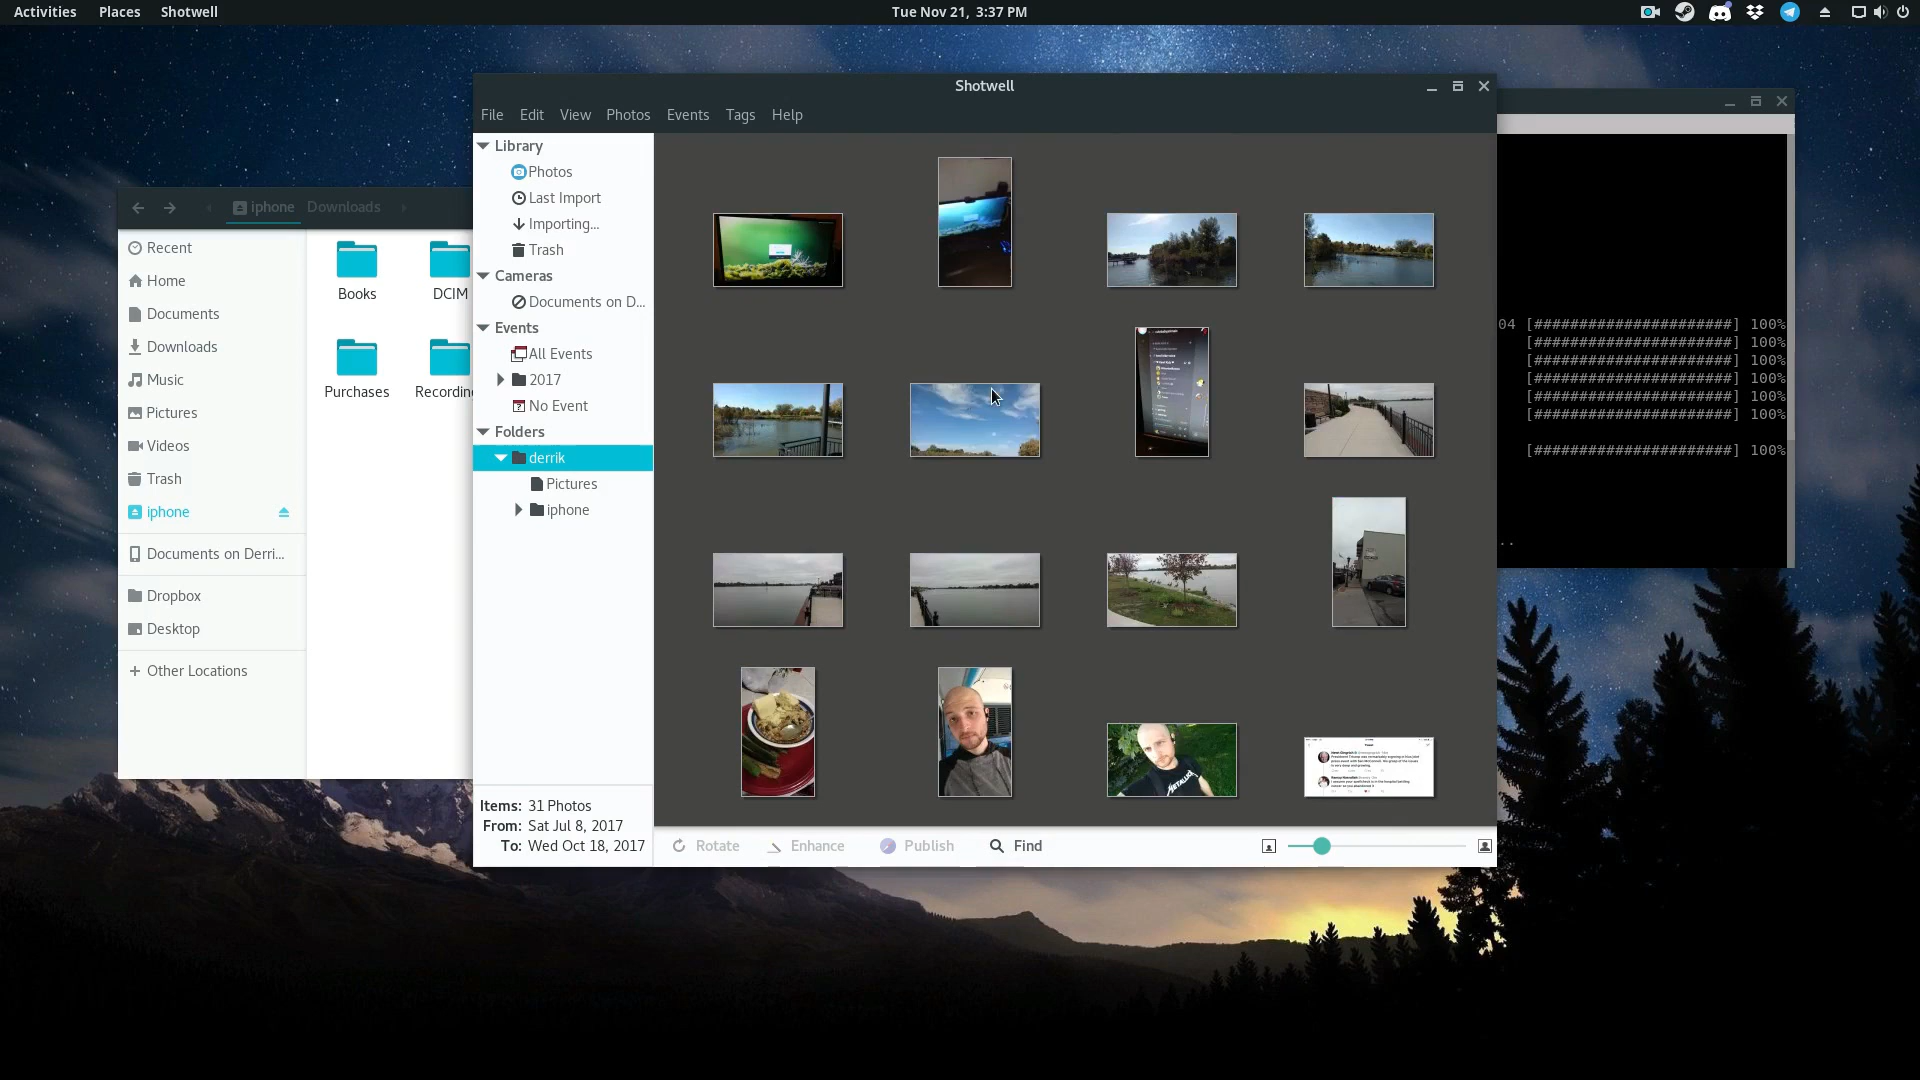 Activities Places Shotwell Tue Nov 21, 3:37 PM
Shotwell
File Edit View Photos Events Tags Help
Library
Photos
Last Import
Importing...
Trash
Cameras
Documents on D...
Events
All Events
2017
No Event
Folders
derrik
Pictures
iphone
Items: 31 Photos
From: Sat Jul 8, 2017
To: Wed Oct 18, 2017
Rotate Enhance Publish Find
iphone Downloads
Recent
Home
Documents
Downloads
Music
Pictures
Videos
Trash
iphone
Documents on Derri...
Dropbox
Desktop
Other Locations
Books DCIM
Purchases Recordin
04 [######################] 100%
[######################] 100%
[######################] 100%
[######################] 100%
[######################] 100%
[######################] 100%
[######################] 100%
..
METALLICA